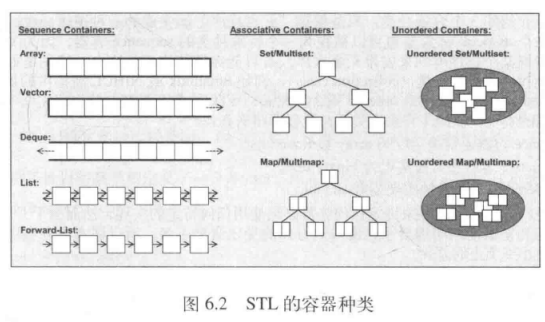 Sequence Containers:
Array:
Vector:
Deque:
List:
Forward-List:
Associative Containers:
Set/Multiset:
Map/Multimap:
Unordered Containers:
Unordered Set/Multiset:
Unordered Map/Multimap:
图 6.2 STL 的容器种类